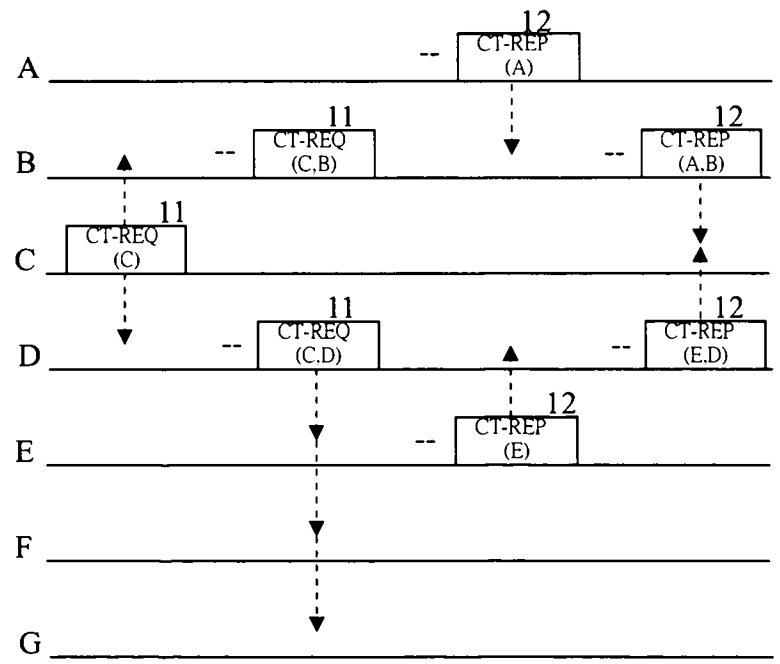 12
A -- CT-REP
(A)
11 12
B -- CT-REQ -- CT-REP
(C,B) (A,B)
11
C CT-REQ
(C)
11 12
D -- CT-REQ -- CT-REP
(C,D) (E,D)
12
E -- CT-REP
(E)
F
G